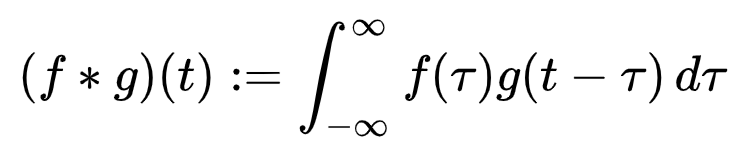 (f ∗ g)(t) := ∫_{-∞}^{∞} f(τ)g(t − τ) dτ